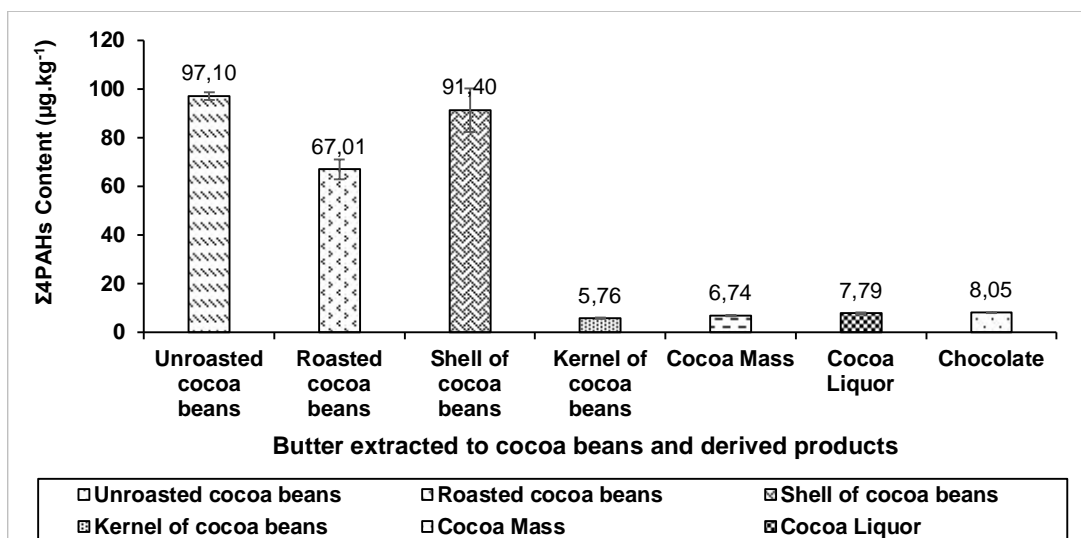 Σ4PAHs Content (µg.kg⁻¹)
120
100
80
60
40
20
0
97,10
67,01
91,40
5,76
6,74
7,79
8,05
Unroasted cocoa beans
Roasted cocoa beans
Shell of cocoa beans
Kernel of cocoa beans
Cocoa Mass
Cocoa Liquor
Chocolate
Butter extracted to cocoa beans and derived products
Unroasted cocoa beans
Roasted cocoa beans
Shell of cocoa beans
Kernel of cocoa beans
Cocoa Mass
Cocoa Liquor